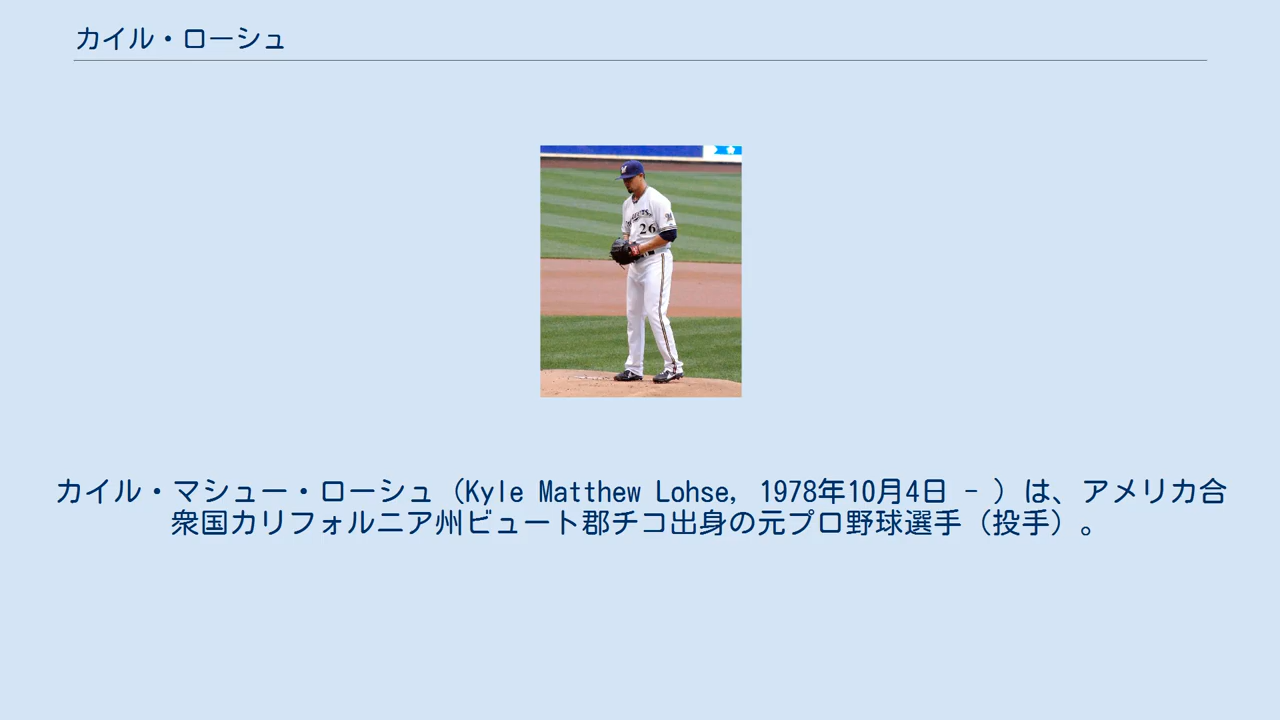 カイル・ローシュ
26
カイル・マシュー・ローシュ（Kyle Matthew Lohse, 1978年10月4日 - ）は、アメリカ合
衆国カリフォルニア州ビュート郡チコ出身の元プロ野球選手（投手）。